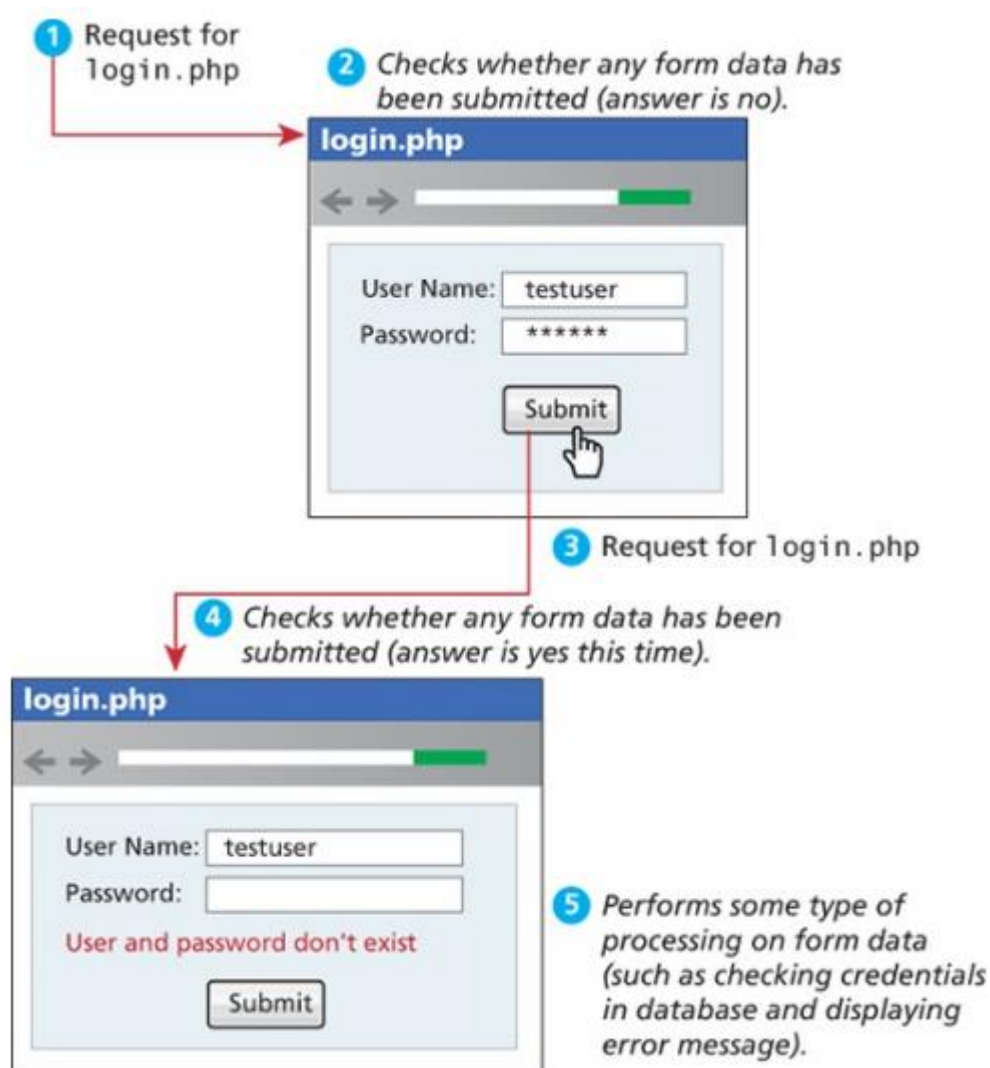 1 Request for
login.php
2 Checks whether any form data has
been submitted (answer is no).
login.php
User Name: testuser
Password: ******
Submit
3 Request for login.php
4 Checks whether any form data has been
submitted (answer is yes this time).
login.php
User Name: testuser
Password:
User and password don't exist
Submit
5 Performs some type of
processing on form data
(such as checking credentials
in database and displaying
error message).